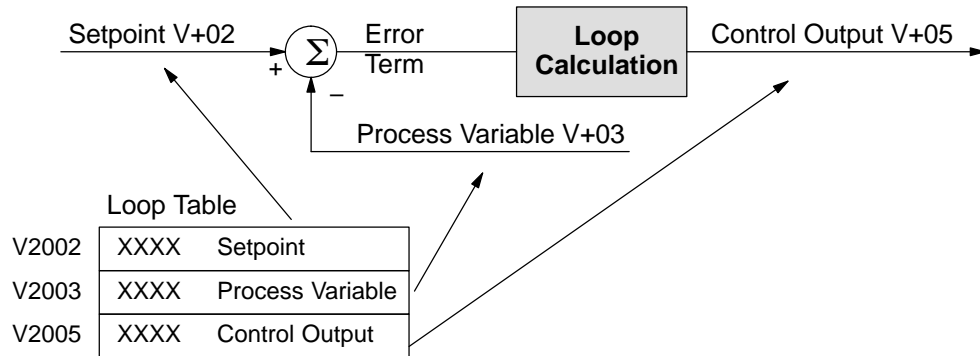 Setpoint V+02
+
Σ
−
Error
Term
Loop
Calculation
Control Output V+05
Process Variable V+03
Loop Table
V2002 XXXX Setpoint
V2003 XXXX Process Variable
V2005 XXXX Control Output